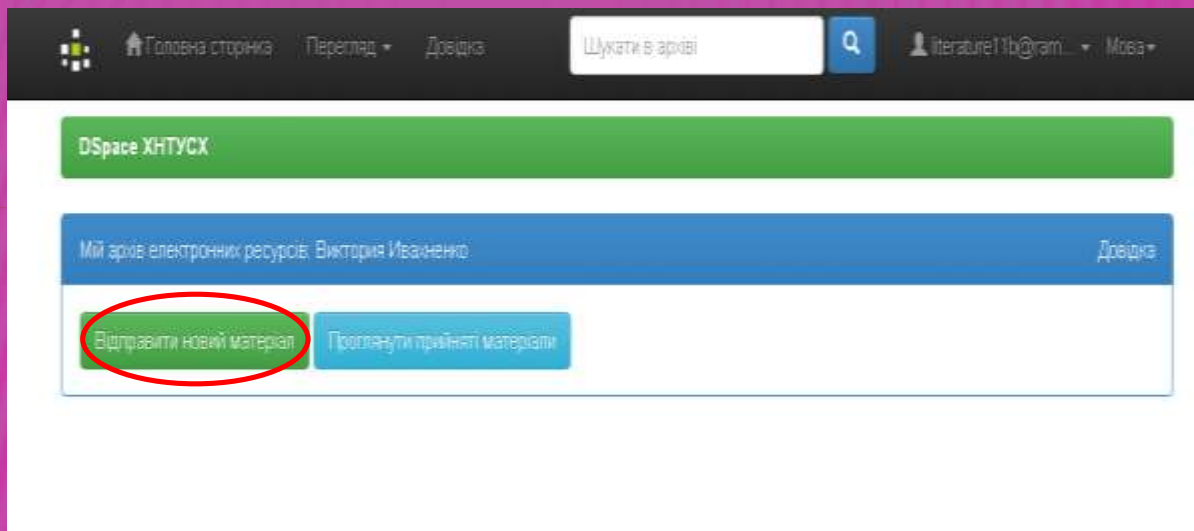 Головна сторінка Перегляд Довідка Шукати в архіві literature11b@ram... Мова
DSpace ХНТУСХ
Мій архів електронних ресурсів: Виктория Ивахненко Довідка
Відправити новий матеріал Проглянути прийняті матеріали